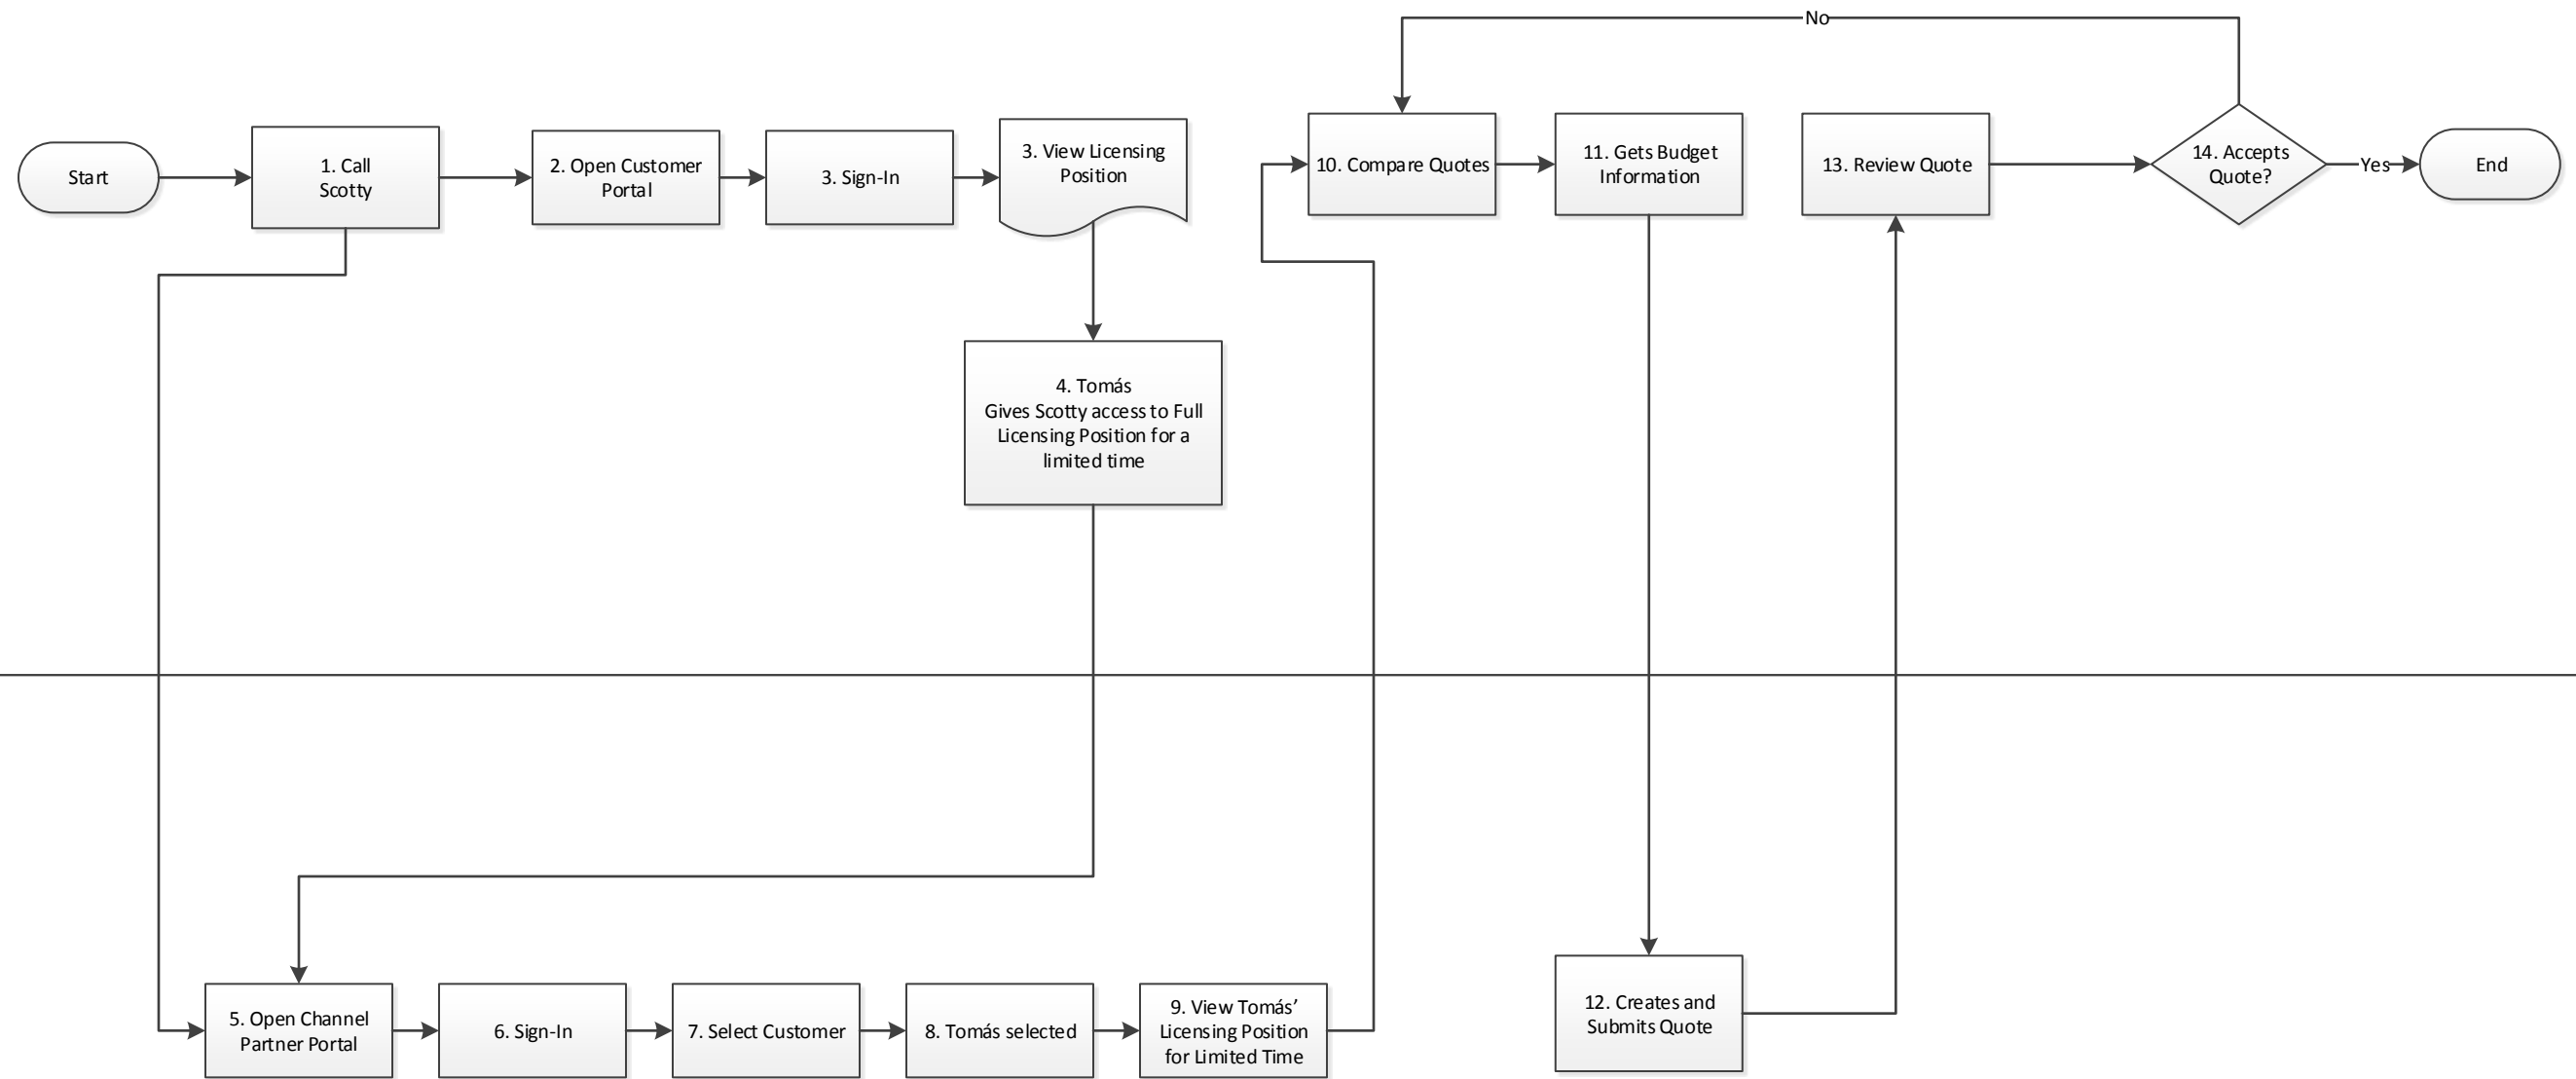 No
Start
1. Call
Scotty
2. Open Customer
Portal
3. Sign-In
3. View Licensing
Position
10. Compare Quotes
11. Gets Budget
Information
13. Review Quote
14. Accepts
Quote?
Yes
End
4. Tomás
Gives Scotty access to Full
Licensing Position for a
limited time
5. Open Channel
Partner Portal
6. Sign-In
7. Select Customer
8. Tomás selected
9. View Tomás’
Licensing Position
for Limited Time
12. Creates and
Submits Quote